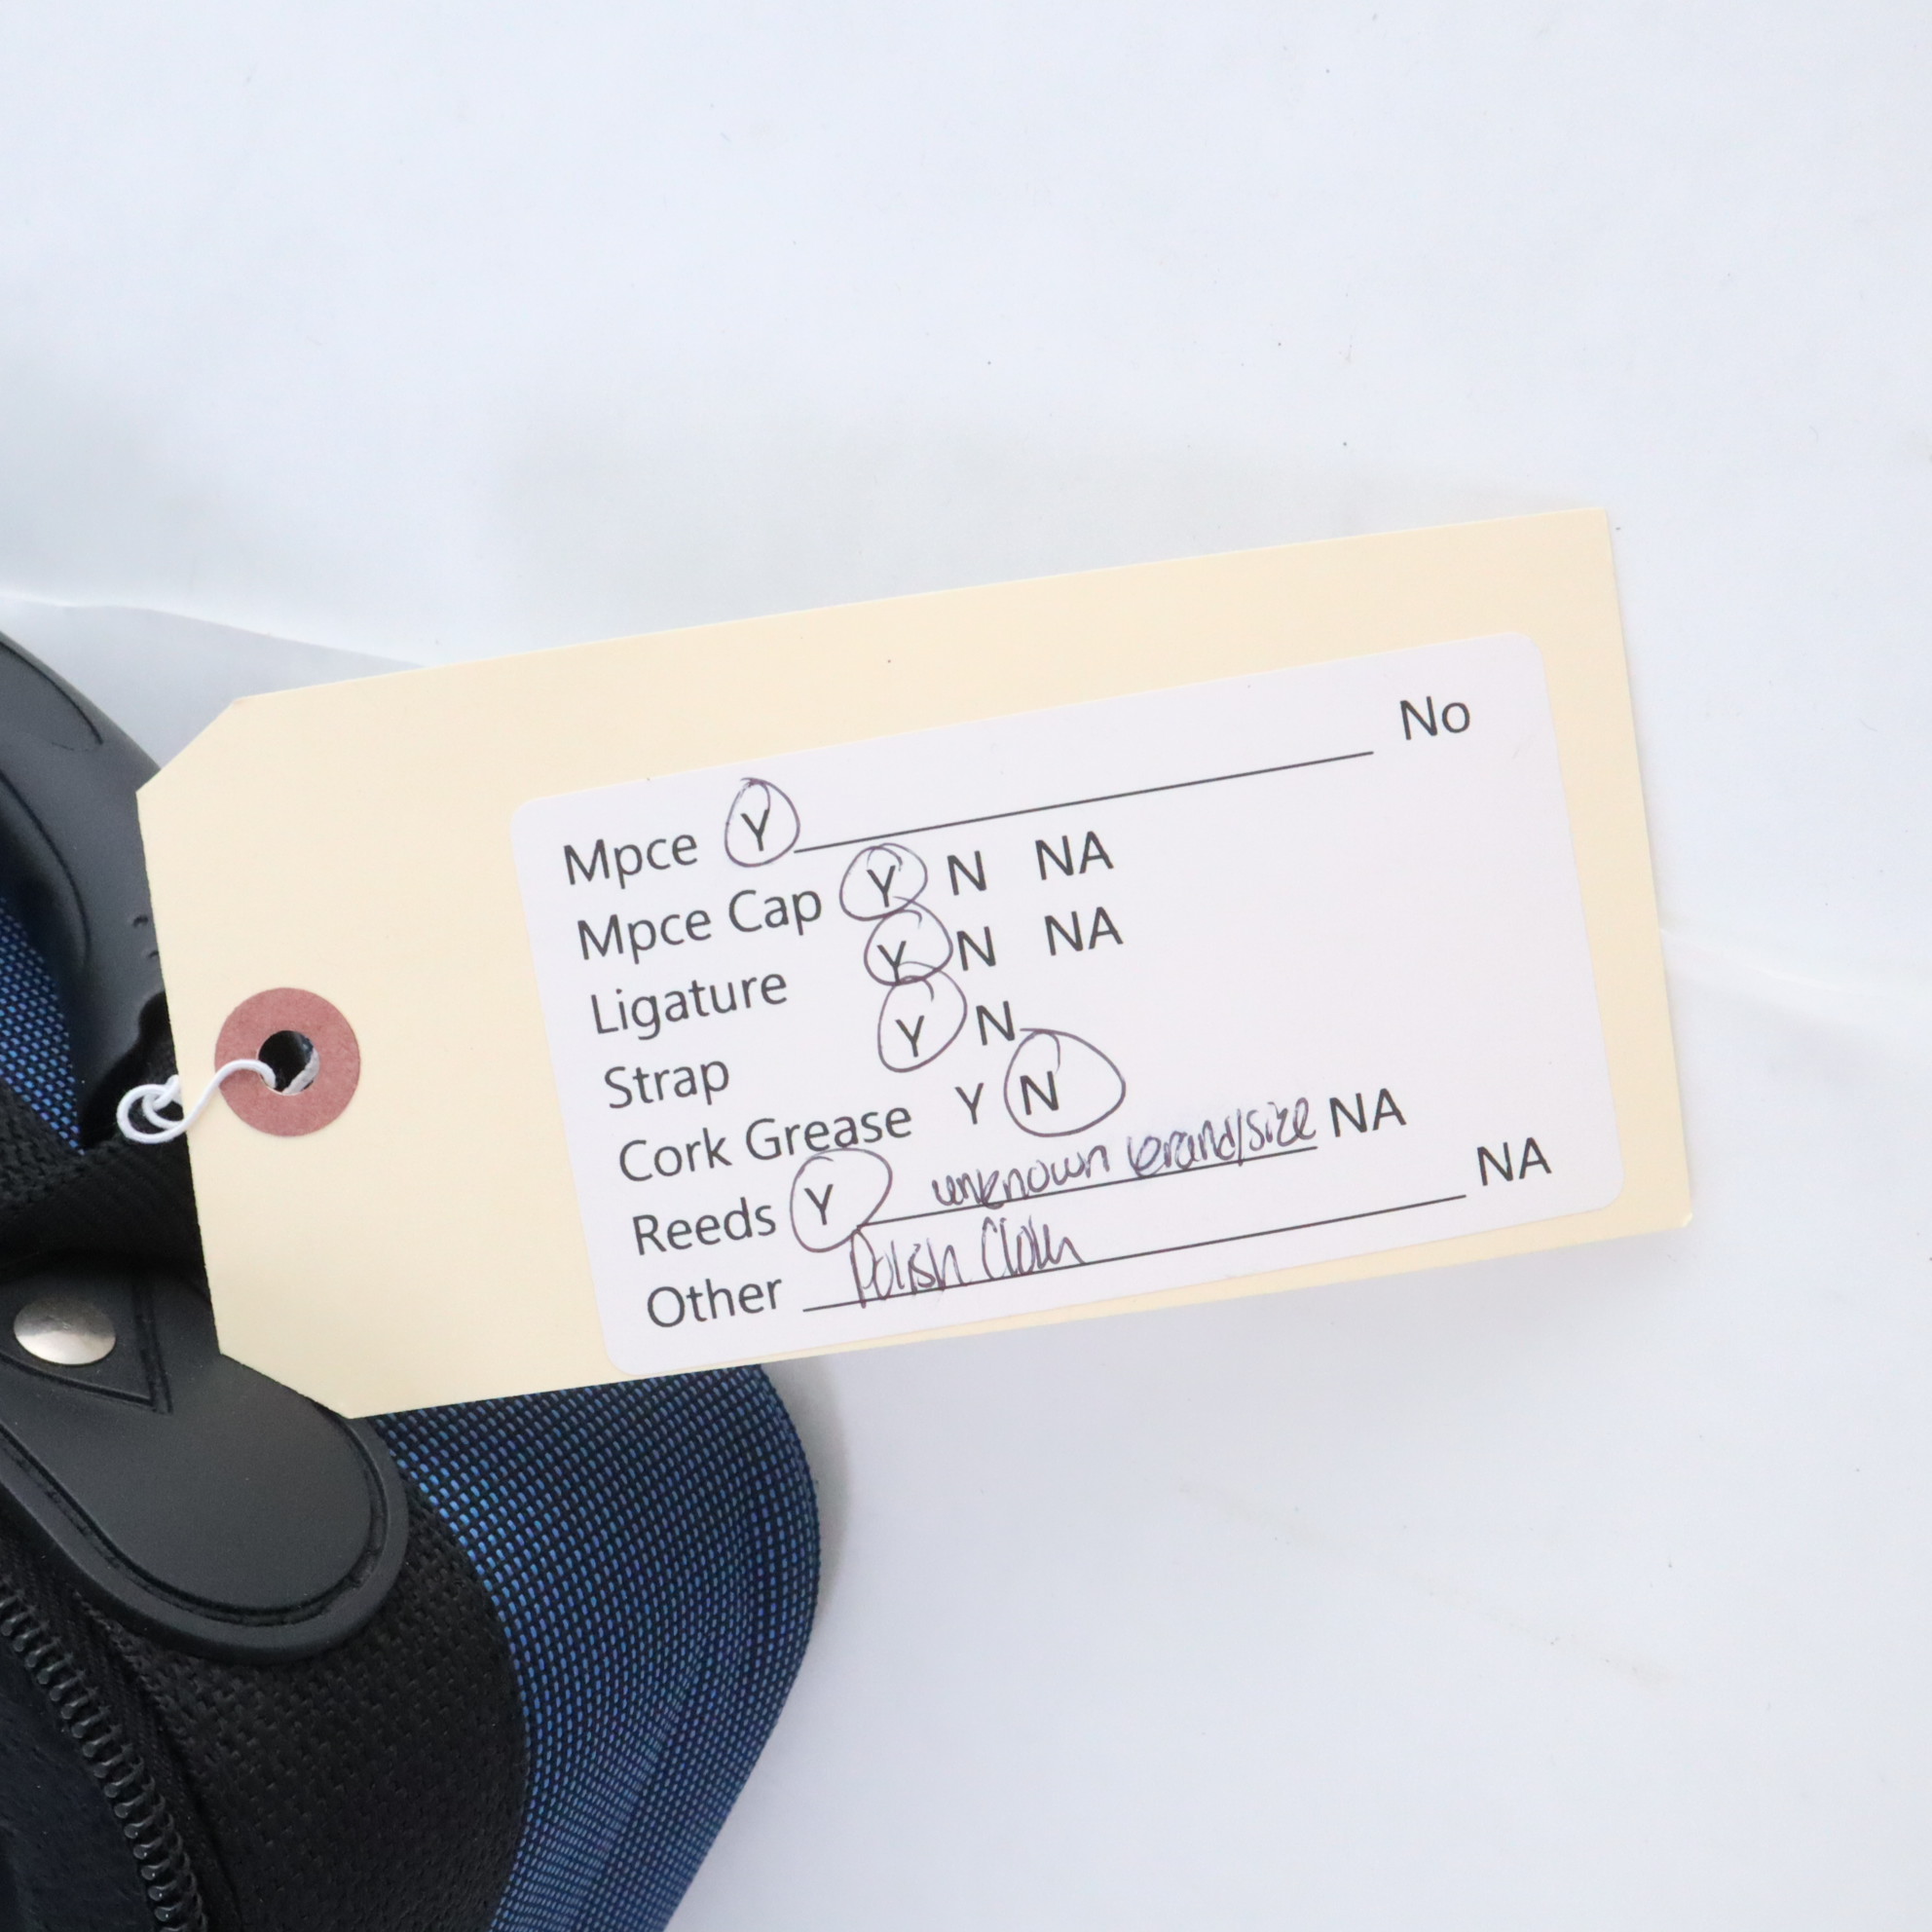 Mpce Y No
Mpce Cap Y N NA
Ligature Y N NA
Strap Y N
Cork Grease Y N
Reeds Y unknown brand/size NA
Other Polish Cloth NA